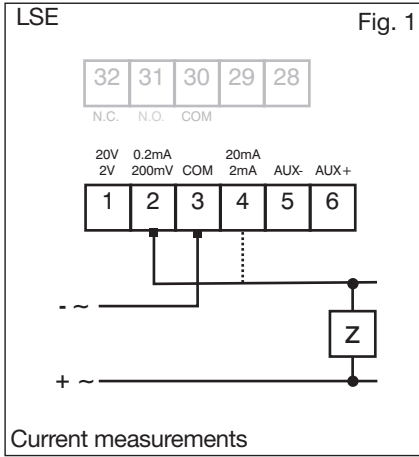 LSE Fig. 1
32 31 30 29 28
N.C. N.O. COM
20V 0.2mA 20mA
2V 200mV COM 2mA AUX- AUX+
1 2 3 4 5 6
- ~
Z
+ ~
Current measurements